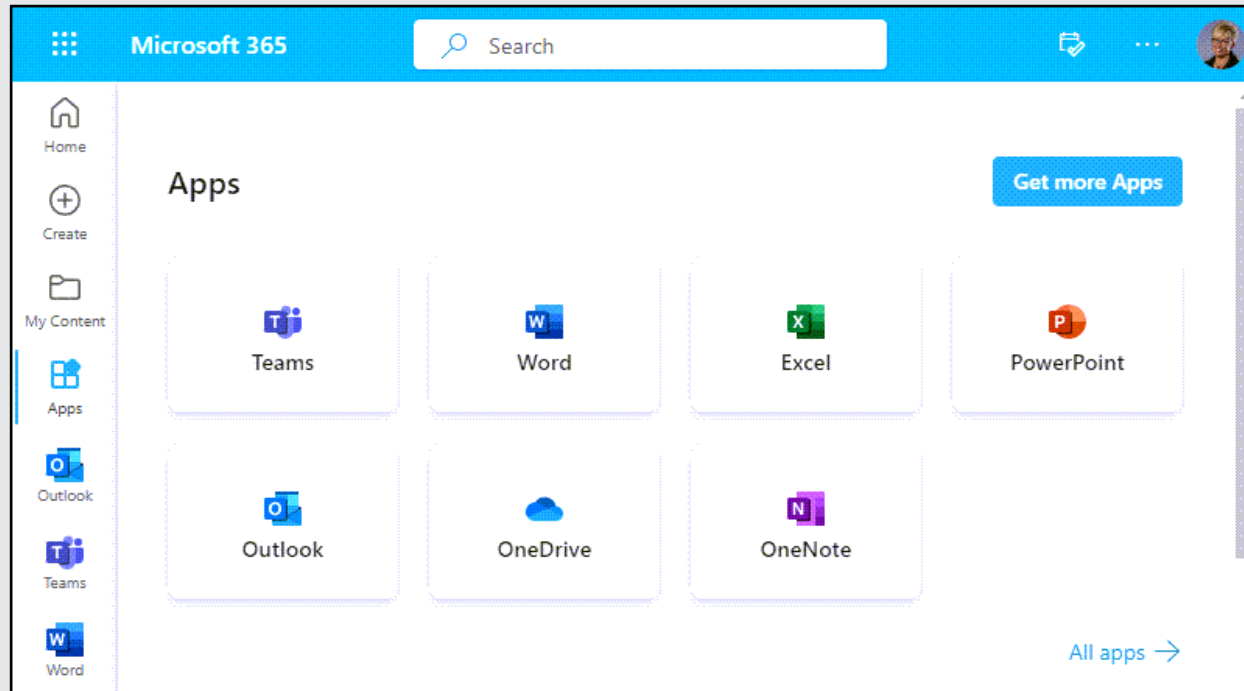 Microsoft 365
Search
Home
Create
My Content
Apps
Outlook
Teams
Word
Apps
Get more Apps
Teams
Word
Excel
PowerPoint
Outlook
OneDrive
OneNote
All apps